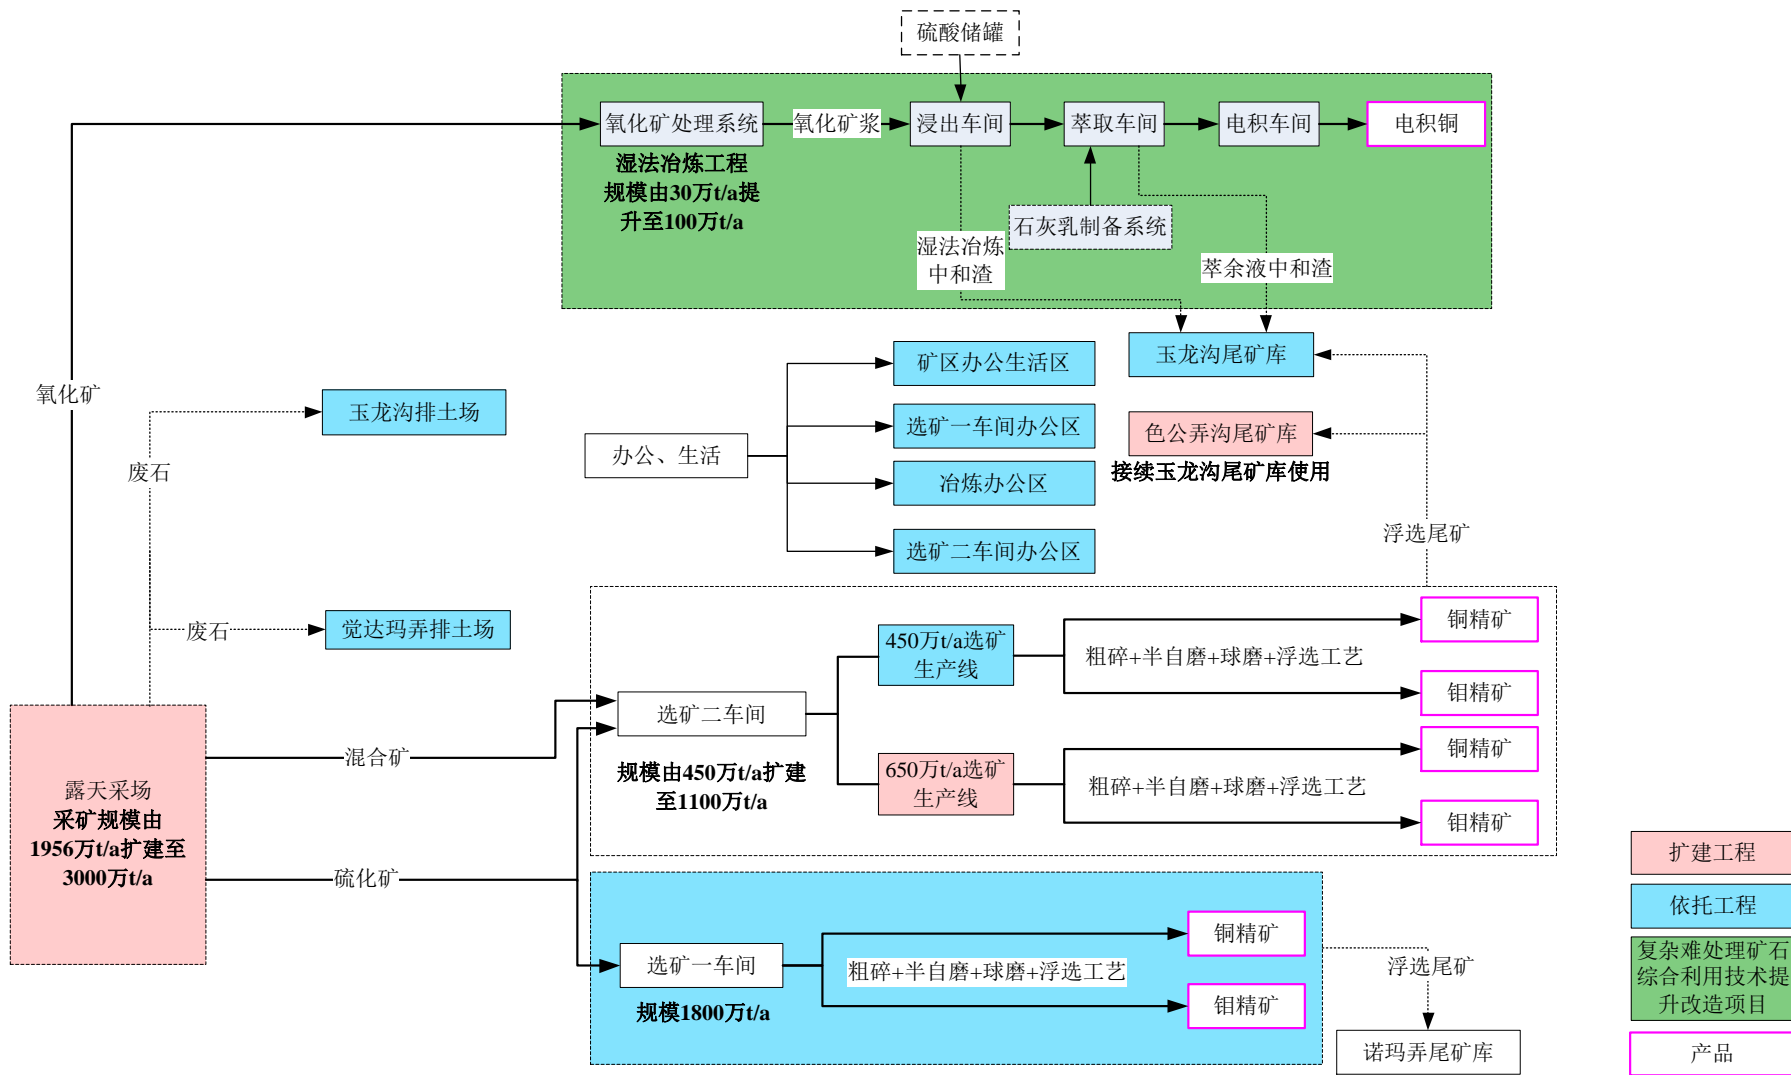 硫酸储罐
氧化矿处理系统
氧化矿浆
浸出车间
萃取车间
电积车间
电积铜
湿法冶炼工程
规模由30万t/a提
升至100万t/a
石灰乳制备系统
湿法冶炼
中和渣
萃余液中和渣
玉龙沟尾矿库
矿区办公生活区
氧化矿
玉龙沟排土场
选矿一车间办公区
色公弄沟尾矿库
接续玉龙沟尾矿库使用
办公、生活
废石
冶炼办公区
浮选尾矿
选矿二车间办公区
废石
觉达玛弄排土场
450万t/a选矿
生产线
粗碎+半自磨+球磨+浮选工艺
铜精矿
钼精矿
选矿二车间
规模由450万t/a扩建
至1100万t/a
混合矿
650万t/a选矿
生产线
粗碎+半自磨+球磨+浮选工艺
铜精矿
钼精矿
露天采场
采矿规模由
1956万t/a扩建至
3000万t/a
硫化矿
选矿一车间
规模1800万t/a
粗碎+半自磨+球磨+浮选工艺
铜精矿
钼精矿
浮选尾矿
诺玛弄尾矿库
扩建工程
依托工程
复杂难处理矿石
综合利用技术提
升改造项目
产品